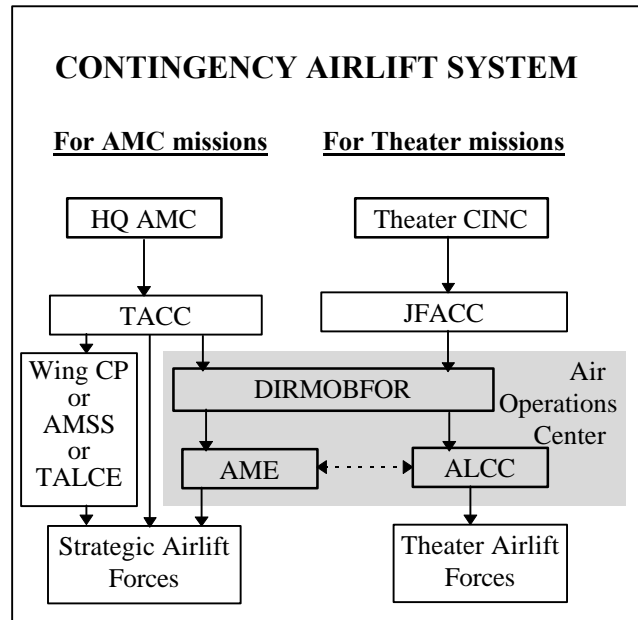 CONTINGENCY AIRLIFT SYSTEM
For AMC missions
For Theater missions
HQ AMC
Theater CINC
TACC
JFACC
Wing CP
or
AMSS
or
TALCE
DIRMOBFOR
Air
Operations
Center
AME
ALCC
Strategic Airlift
Forces
Theater Airlift
Forces